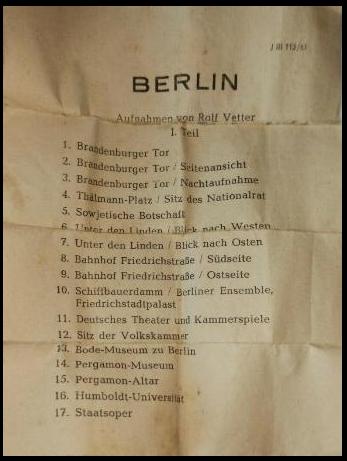 J III 113/61
BERLIN
Aufnahmen von Rolf Vetter
I. Teil
1. Brandenburger Tor
2. Brandenburger Tor / Seitenansicht
3. Brandenburger Tor / Nachtaufnahme
4. Thälmann-Platz / Sitz des Nationalrat
5. Sowjetische Botschaft
6. Unter den Linden / Blick nach Westen
7. Unter den Linden / Blick nach Osten
8. Bahnhof Friedrichstraße / Südseite
9. Bahnhof Friedrichstraße / Ostseite
10. Schiffbauerdamm / Berliner Ensemble,
Friedrichstadtpalast
11. Deutsches Theater und Kammerspiele
12. Sitz der Volkskammer
13. Bode-Museum zu Berlin
14. Pergamon-Museum
15. Pergamon-Altar
16. Humboldt-Universität
17. Staatsoper